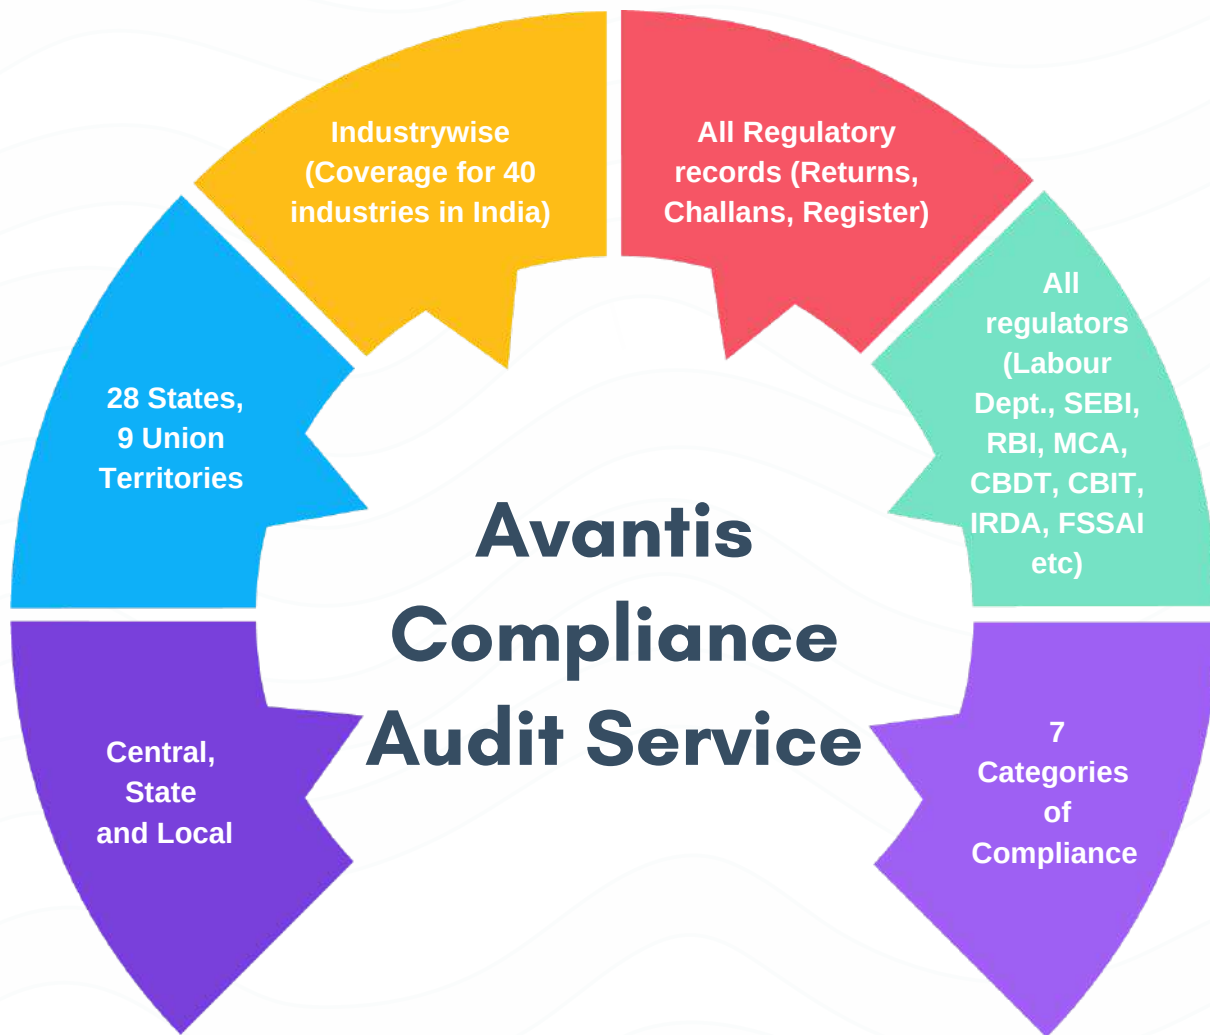 Industrywise
(Coverage for 40
industries in India)
All Regulatory
records (Returns,
Challans, Register)
All
regulators
(Labour
Dept., SEBI,
RBI, MCA,
CBDT, CBIT,
IRDA, FSSAI
etc)
28 States,
9 Union
Territories
Avantis
Compliance
Audit Service
Central,
State
and Local
7
Categories
of
Compliance